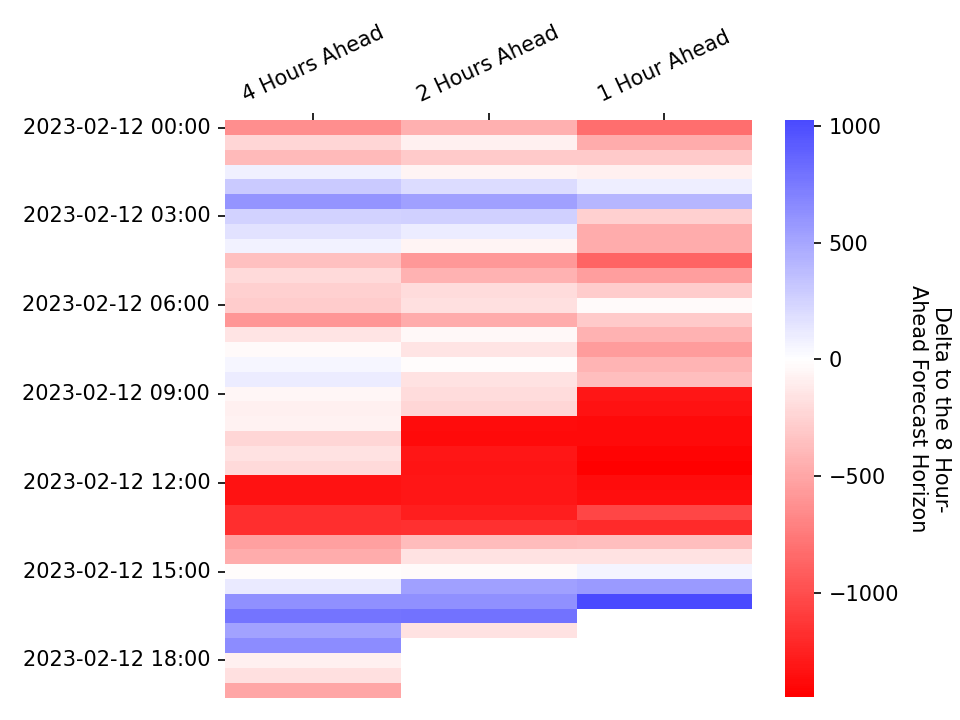 4 Hours Ahead
2 Hours Ahead
1 Hour Ahead
2023-02-12 00:00
2023-02-12 03:00
2023-02-12 06:00
2023-02-12 09:00
2023-02-12 12:00
2023-02-12 15:00
2023-02-12 18:00
1000
500
0
−500
−1000
Delta to the 8 Hour-
Ahead Forecast Horizon